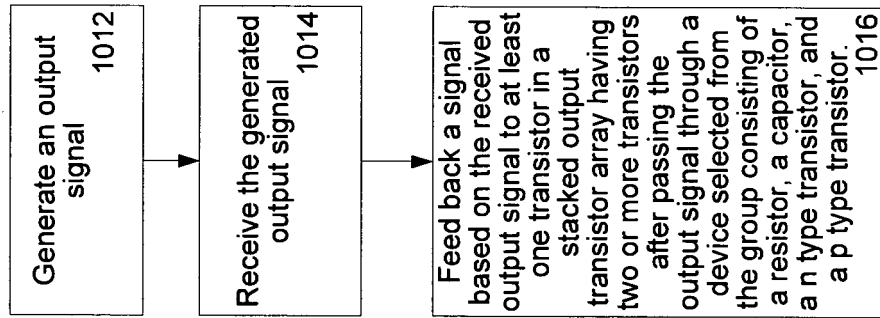 Generate an output
signal
1012
Receive the generated
output signal
1014
Feed back a signal
based on the received
output signal to at least
one transistor in a
stacked output
transistor array having
two or more transistors
after passing the
output signal through a
device selected from
the group consisting of
a resistor, a capacitor,
a n type transistor, and
a p type transistor.
1016